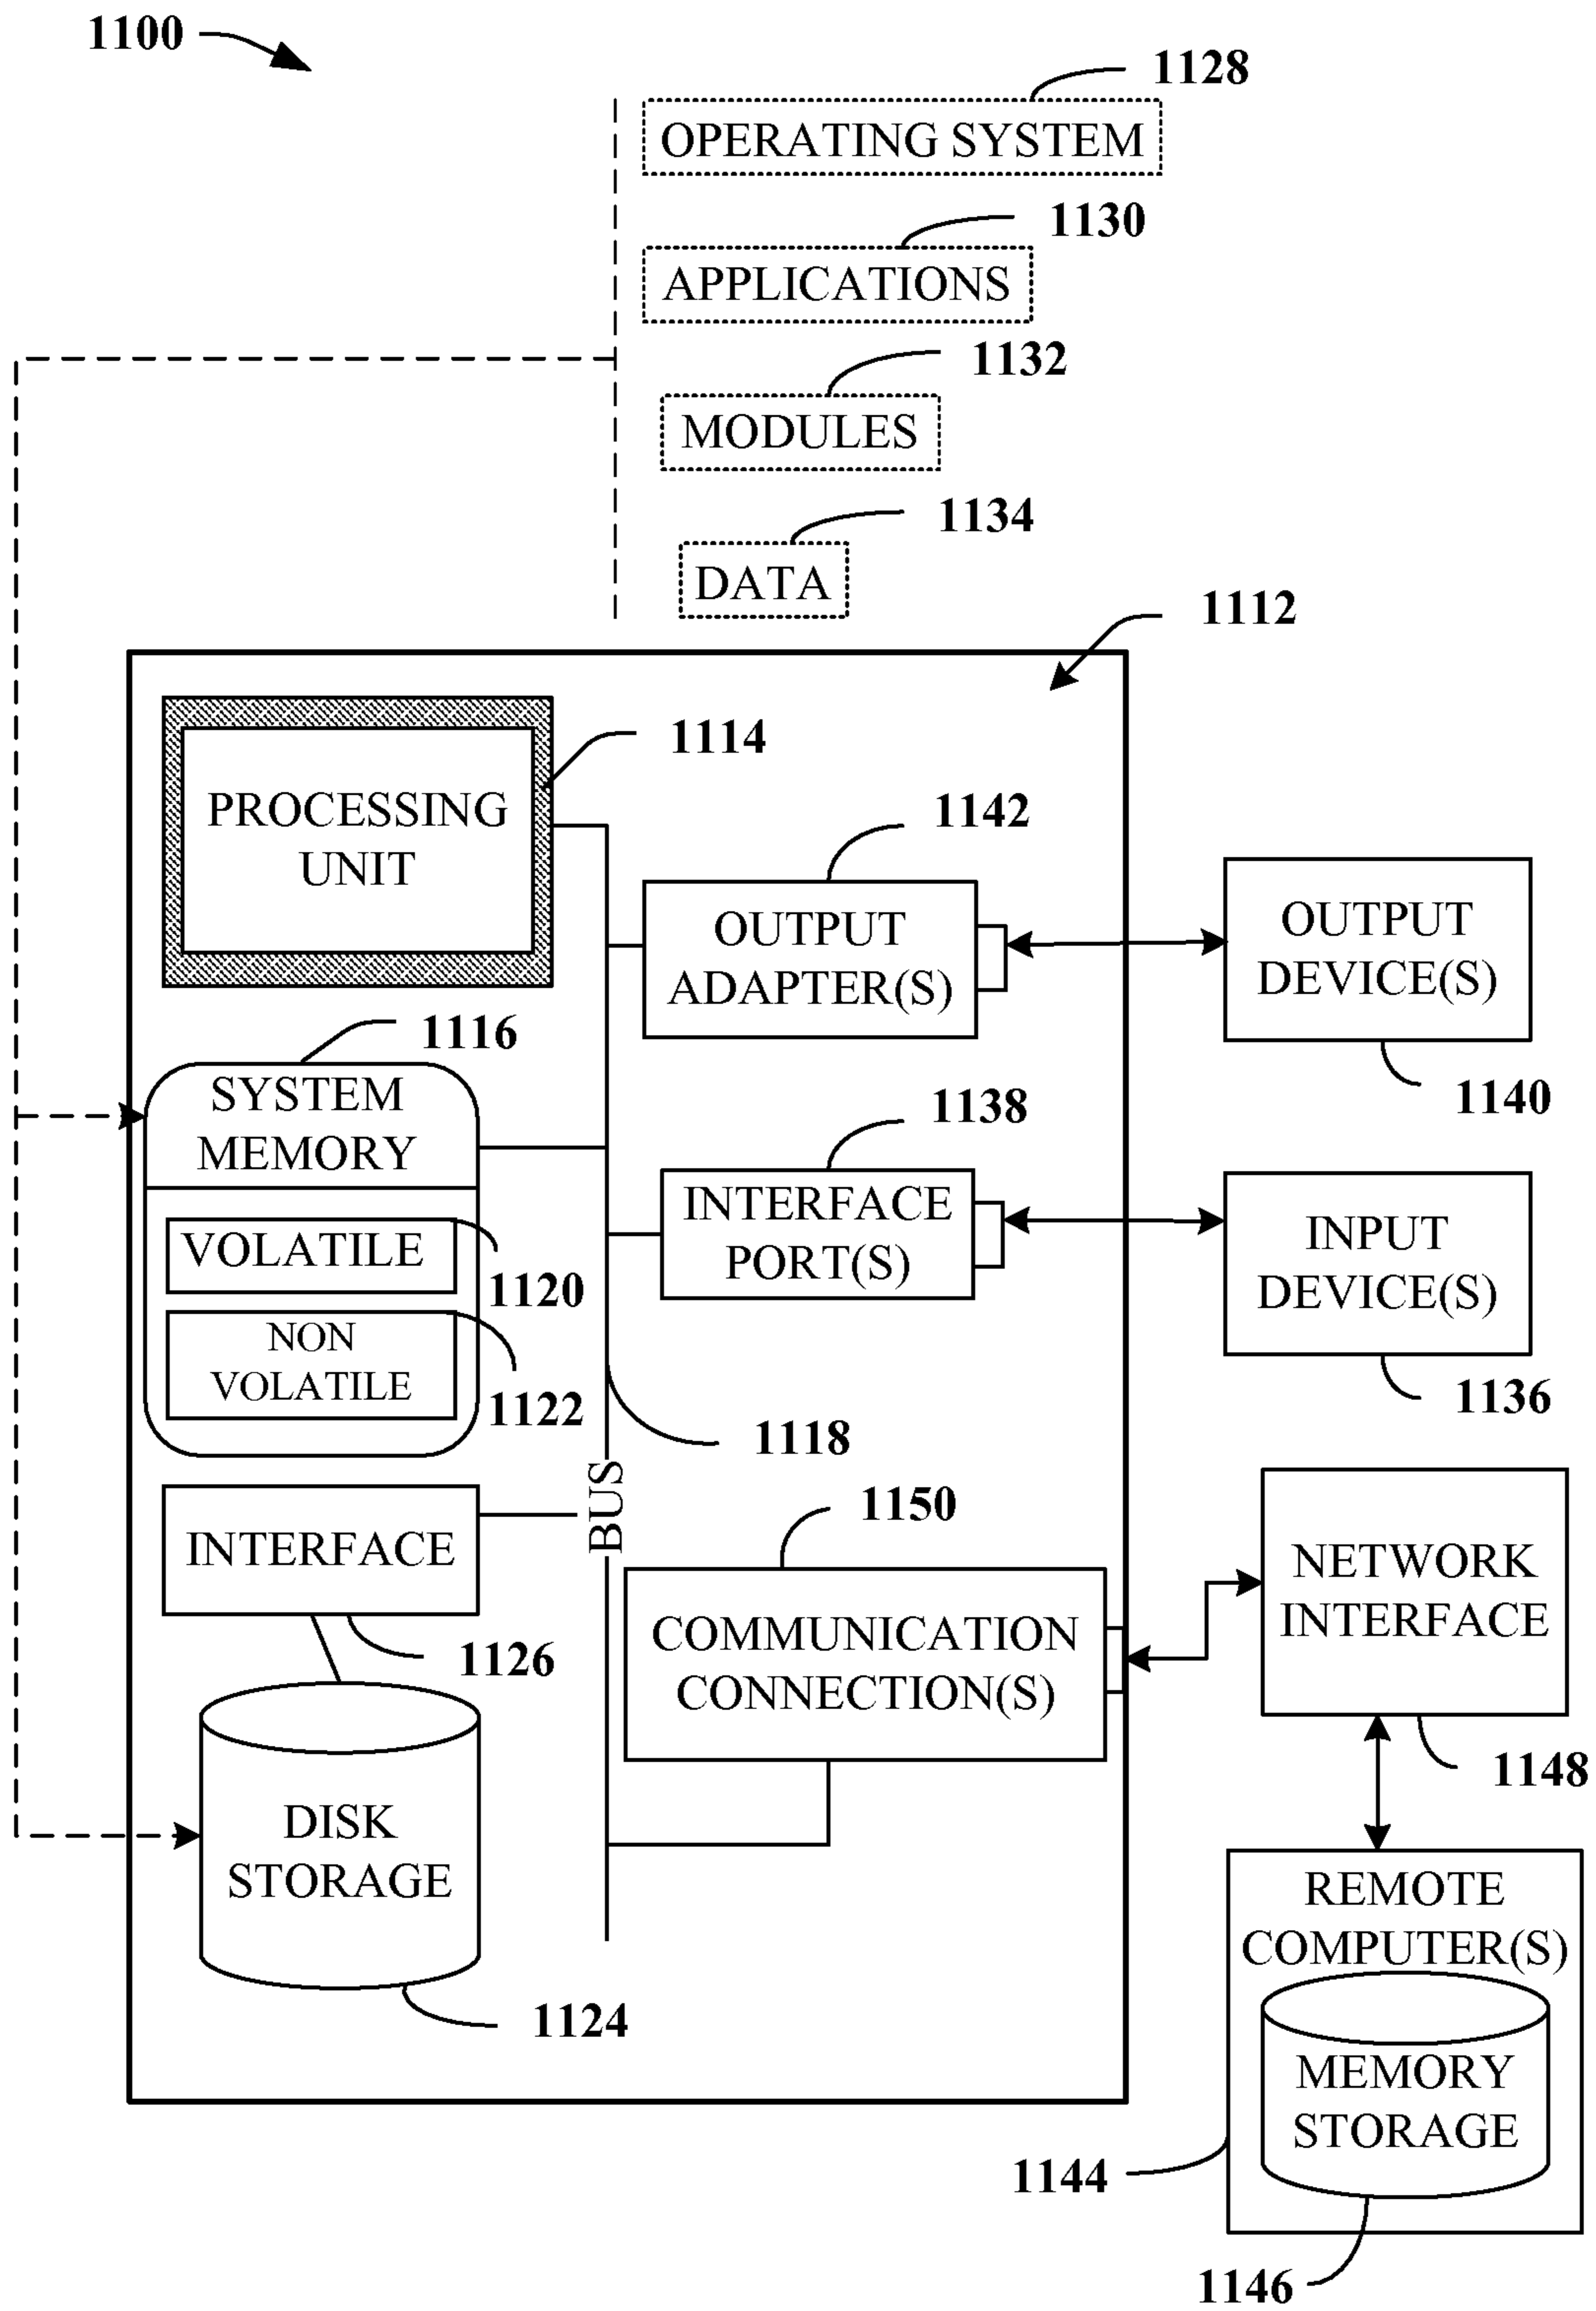 1100
1128
OPERATING SYSTEM
1130
APPLICATIONS
1132
MODULES
1134
DATA
1112
1114
PROCESSING
UNIT
1142
OUTPUT
ADAPTER(S)
OUTPUT
DEVICE(S)
1140
1116
SYSTEM
MEMORY
1138
INTERFACE
PORT(S)
INPUT
DEVICE(S)
1136
VOLATILE
1120
NON
VOLATILE
1122
1118
BUS
INTERFACE
1126
1150
COMMUNICATION
CONNECTION(S)
NETWORK
INTERFACE
1148
DISK
STORAGE
1124
REMOTE
COMPUTER(S)
MEMORY
STORAGE
1144
1146